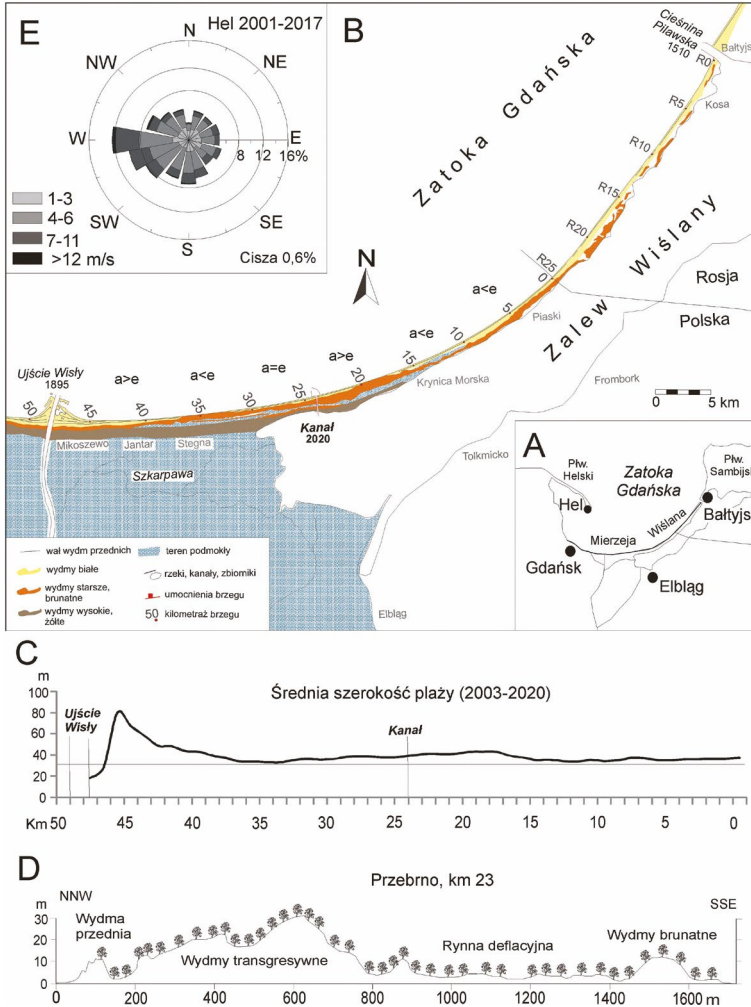 E
Hel 2001-2017
N
NW
NE
W
E
8 12 16%
SW
SE
S
1-3
4-6
7-11
>12 m/s
Cisza 0,6%
B
Zatoka Gdańska
Cieśnina
Pilawska
1510
Bałtyjs
R0
Kosa
R5
R10
R15
R20
R25
0
Zalew Wiślany
Rosja
Polska
N
a<e
5
Piaski
a<e
10
15
Krynica Morska
Frombork
0 5 km
a>e
20
a=e
25
Kanał
2020
a<e
30
35
a>e
40
45
50
Ujście Wisły
1895
Mikoszewo
Jantar
Stegna
Szkarpawa
Tolkmicko
Elbląg
wał wydm przednich
wydmy białe
wydmy starsze,
brunatne
wydmy wysokie,
żółte
teren podmokły
rzeki, kanały, zbiorniki
umocnienia brzegu
50 kilometraż brzegu
A
Płw.
Helski
Zatoka
Gdańska
Płw.
Sambijsk
Hel
Bałtyjs
Mierzeja
Wiślana
Gdańsk
Elbląg
C
m
100
80
60
40
20
0
Średnia szerokość plaży (2003-2020)
Ujście
Wisły
Kanał
Km 50 45 40 35 30 25 20 15 10 5 0
D
Przebrno, km 23
NNW
SSE
m
30
20
10
0
Wydma
przednia
Wydmy transgresywne
Rynna deflacyjna
Wydmy brunatne
00 200 400 600 800 1000 1200 1400 1600 m